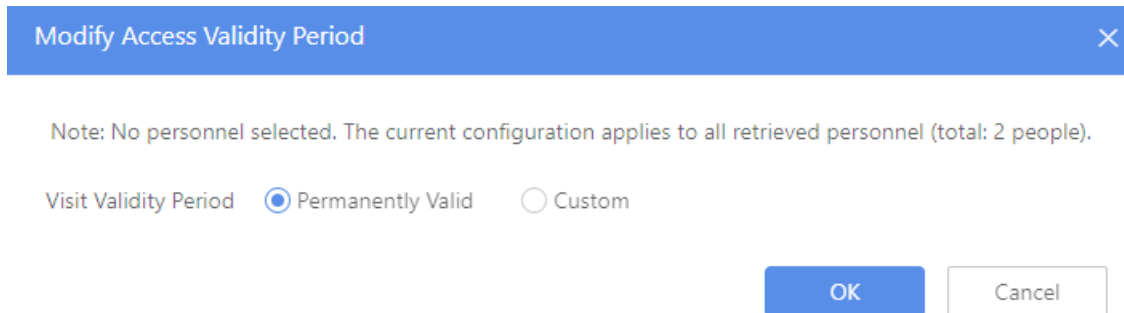 Modify Access Validity Period
Note: No personnel selected. The current configuration applies to all retrieved personnel (total: 2 people).
Visit Validity Period Permanently Valid Custom
OK Cancel